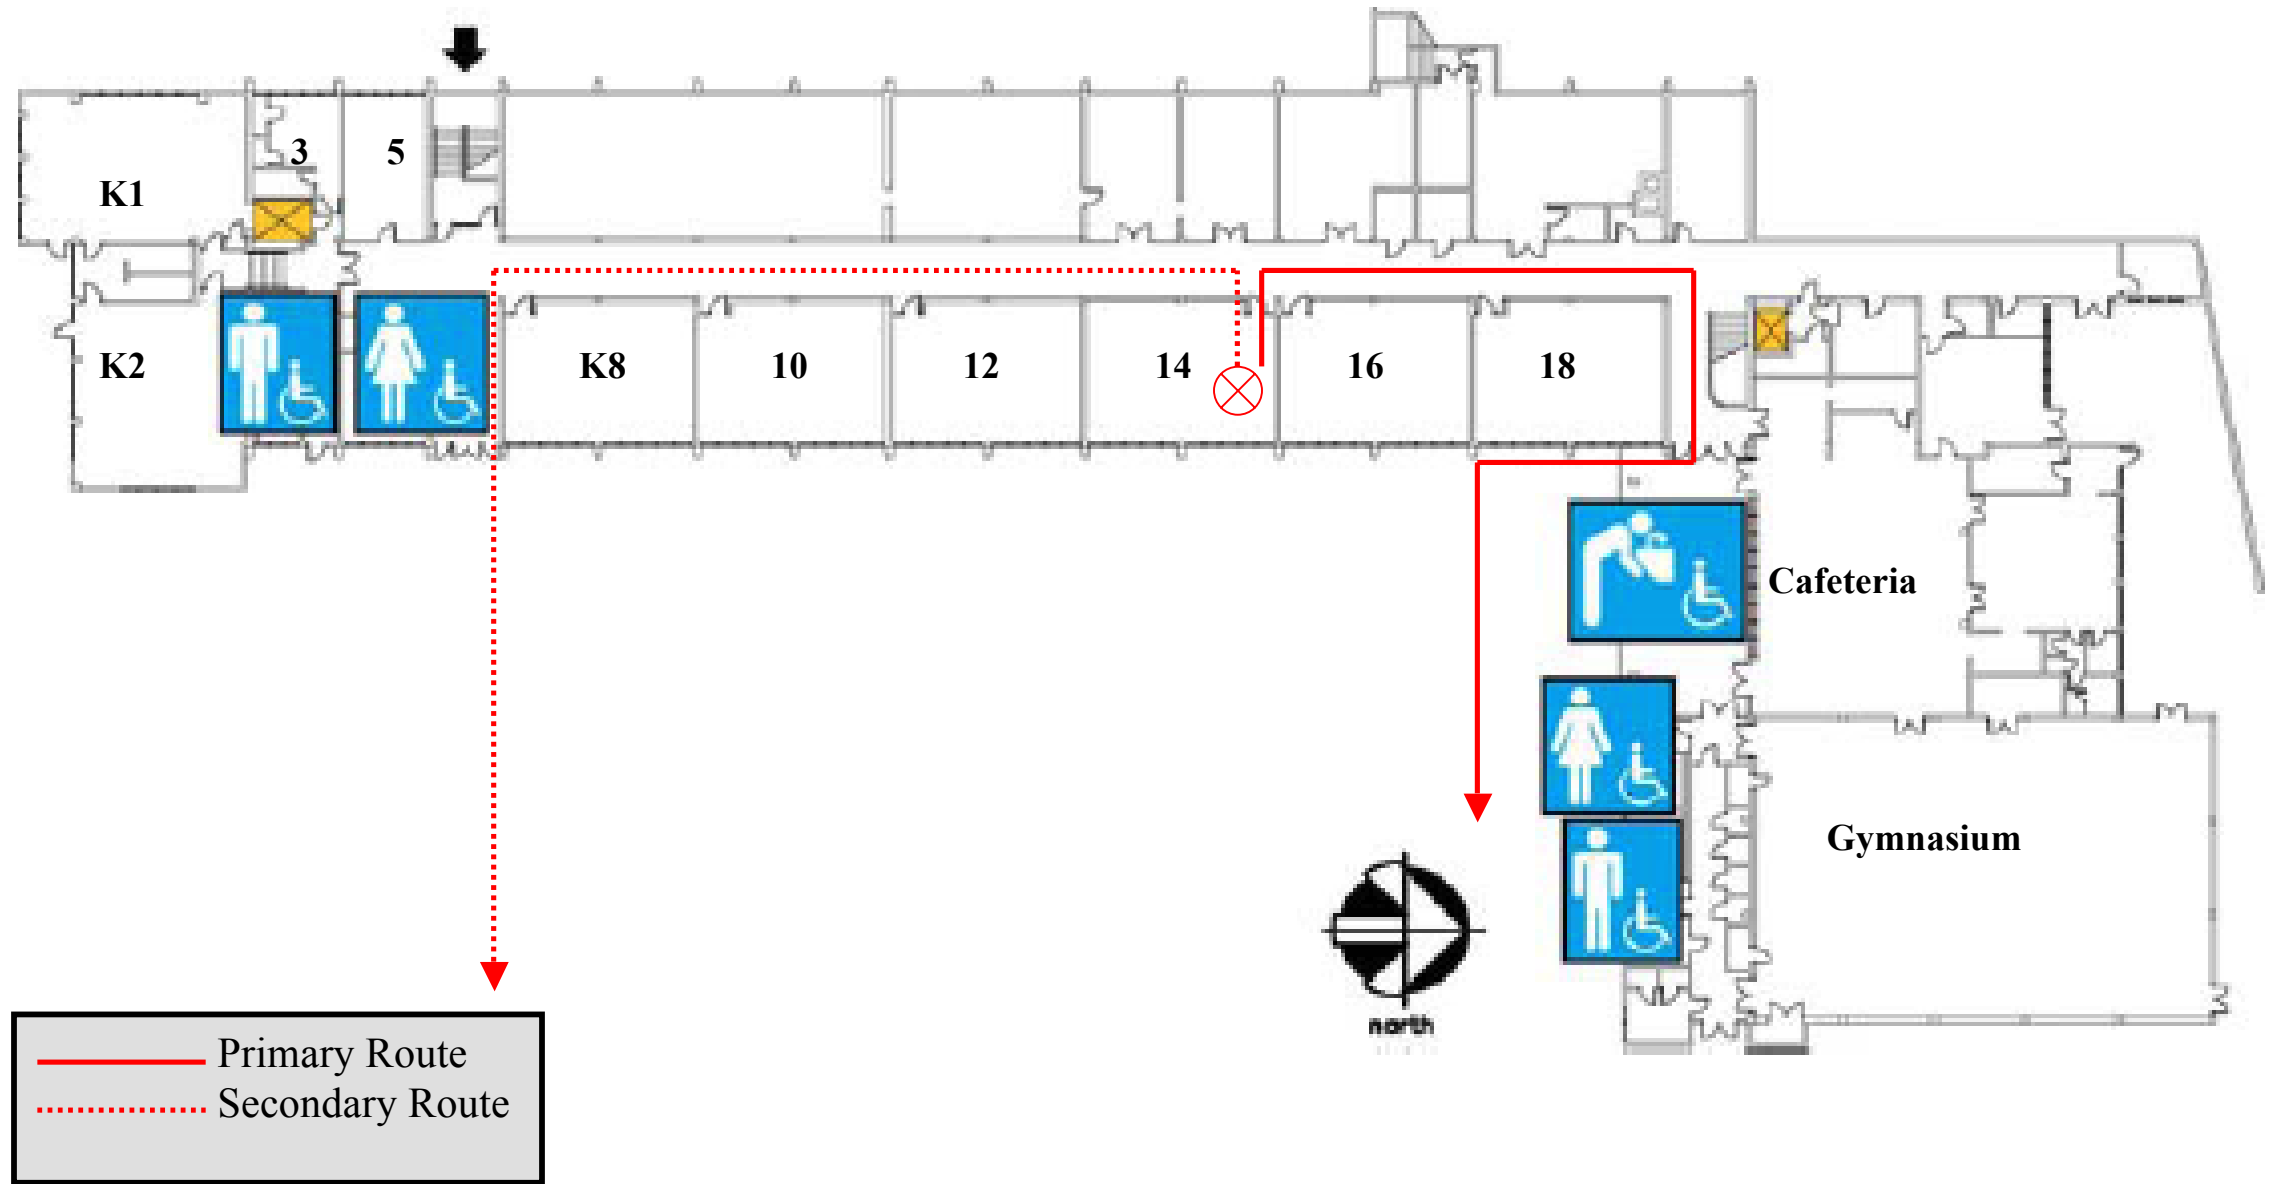 3
5
K1
K2
K8
10
12
14
16
18
Cafeteria
Gymnasium
north
Primary Route
Secondary Route